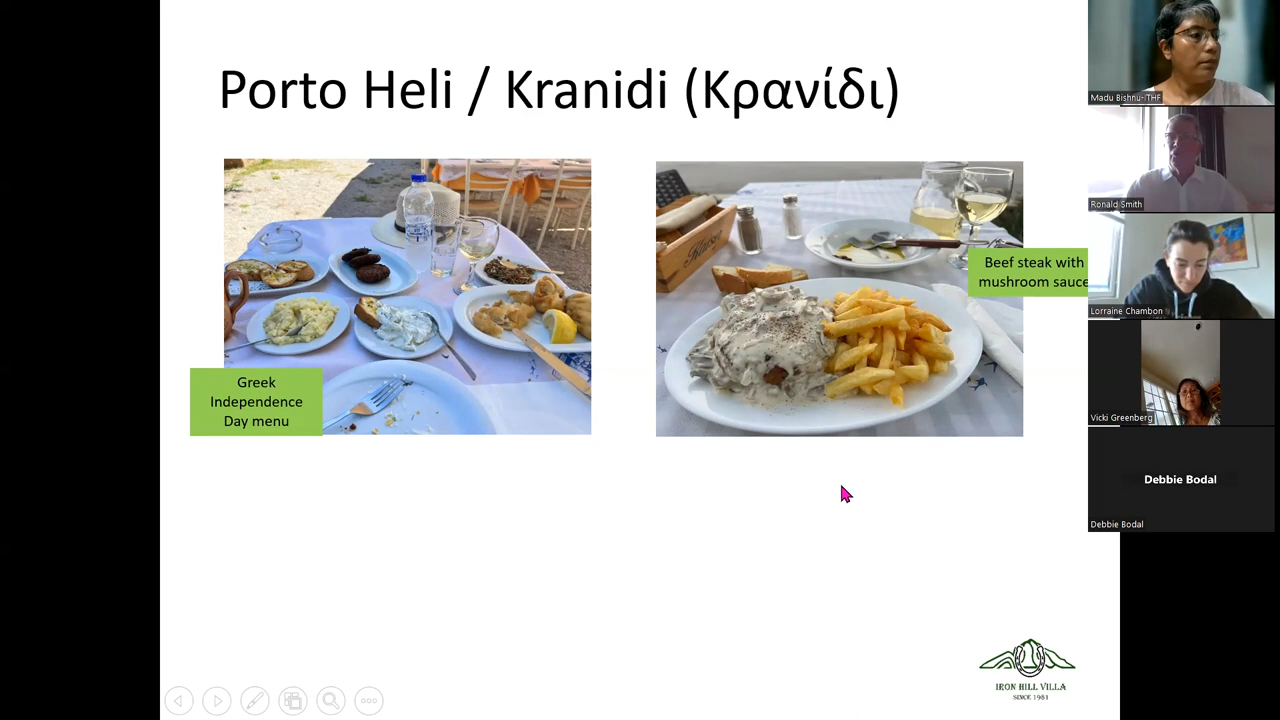 Porto Heli / Kranidi (Κρανίδι)
Greek
Independence
Day menu
Beef steak with
mushroom sauce
IRON HILL VILLA
SINCE 1981
Madu Bishnu-ITHF
Ronald Smith
Lorraine Chambon
Vicki Greenberg
Debbie Bodal
Debbie Bodal